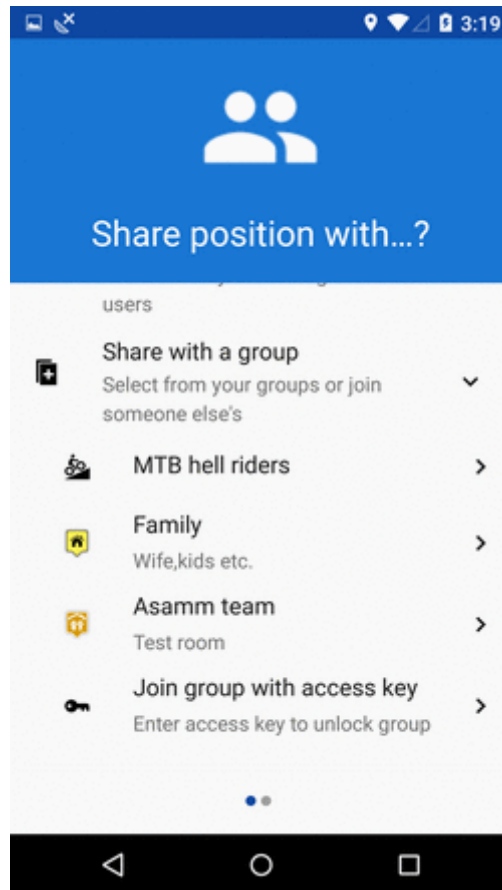 3:19
Share position with...?
users
Share with a group
Select from your groups or join
someone else's
MTB hell riders
Family
Wife,kids etc.
Asamm team
Test room
Join group with access key
Enter access key to unlock group